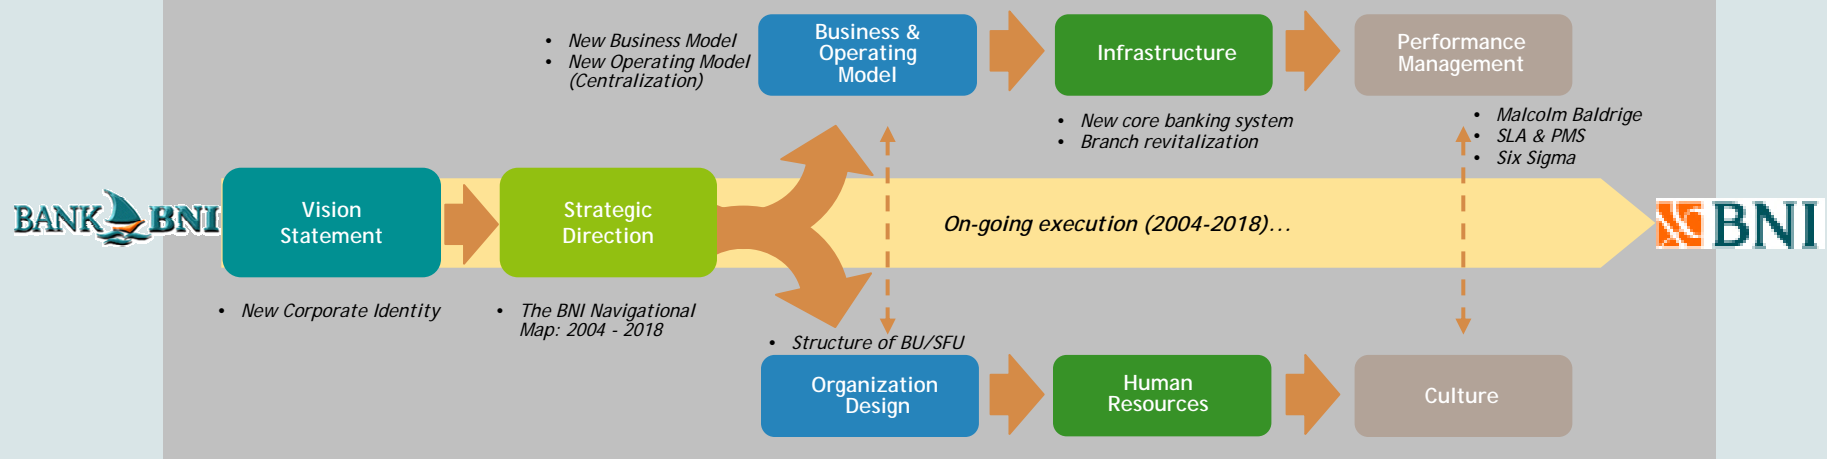 BANK BNI
Vision
Statement
• New Corporate Identity
Strategic
Direction
• The BNI Navigational
Map: 2004 - 2018
• New Business Model
• New Operating Model
(Centralization)
Business &
Operating
Model
Infrastructure
• New core banking system
• Branch revitalization
Performance
Management
• Malcolm Baldrige
• SLA & PMS
• Six Sigma
On-going execution (2004-2018)...
• Structure of BU/SFU
Organization
Design
Human
Resources
Culture
BNI